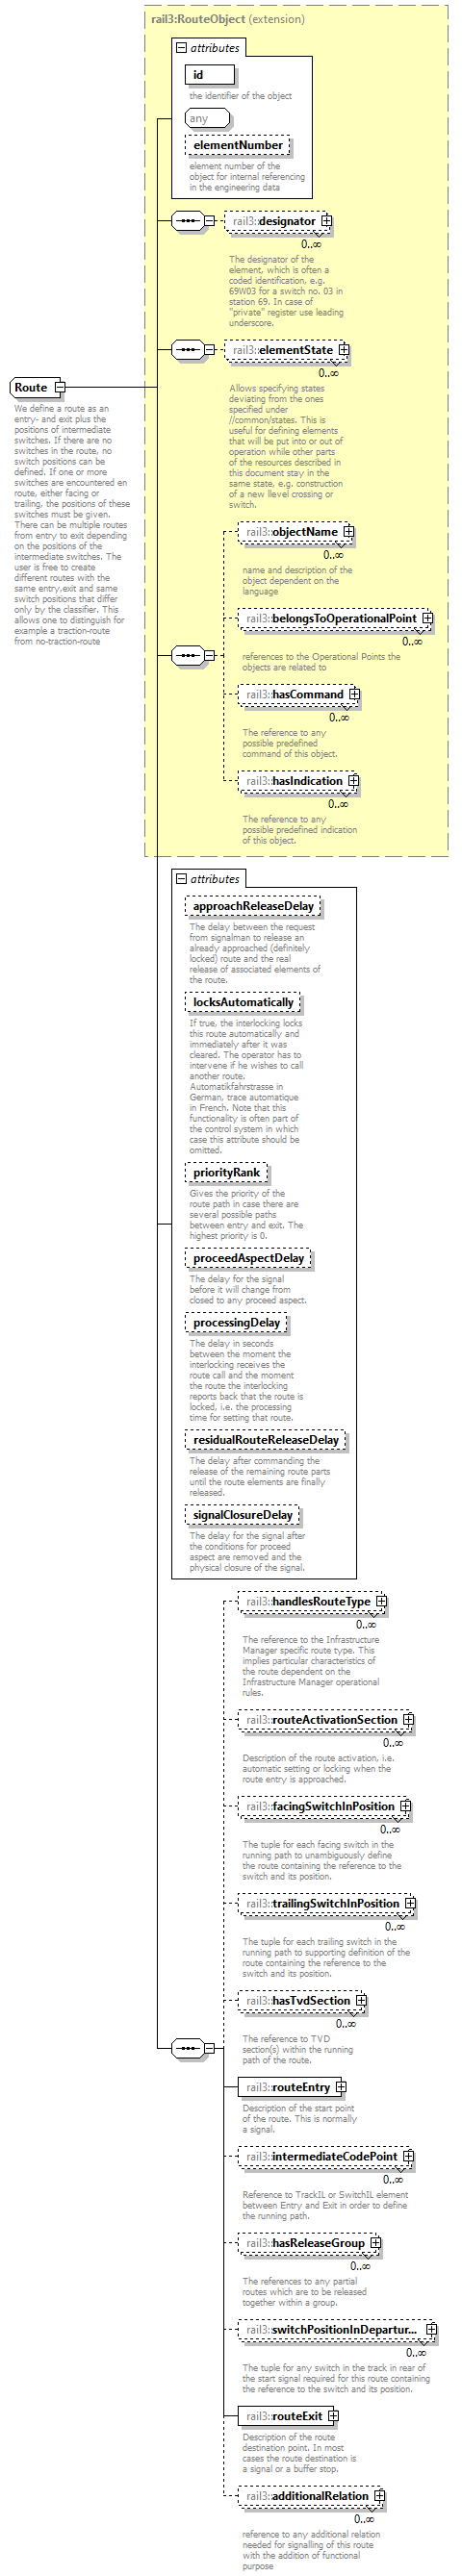 rail3:RouteObject (extension)
attributes
id
the identifier of the object
any
elementNumber
element number of the
object for internal referencing
in the engineering data
rail3:designator
0..∞
The designator of the
element, which is often a
coded identification, e.g.
69W03 for a switch no. 03 in
station 69. In case of
"private" register use leading
underscore.
rail3:elementState
0..∞
Allows specifying states
deviating from the ones
specified under
//common/states. This is
useful for defining elements
that will be put into or out of
operation while other parts
of the resources described in
this document stay in the
same state, e.g. construction
of a new llevel crossing or
switch.
Route
We define a route as an
entry- and exit plus the
positions of intermediate
switches. If there are no
switches in the route, no
switch positions can be
defined. If one or more
switches are encountered en
route, either facing or
trailing, the positions of these
switches must be given.
There can be multiple routes
from entry to exit depending
on the positions of the
intermediate switches. The
user is free to create
different routes with the
same entry,exit and same
switch positions that differ
only by the classifier. This
allows one to distinguish for
example a traction-route
from no-traction-route
rail3:objectName
0..∞
name and description of the
object dependent on the
language
rail3:belongsToOperationalPoint
0..∞
references to the Operational Points the
objects are related to
rail3:hasCommand
0..∞
The reference to any
possible predefined
command of this object.
rail3:hasIndication
0..∞
The reference to any
possible predefined indication
of this object.
attributes
approachReleaseDelay
The delay between the request
from signalman to release an
already approached (definitely
locked) route and the real
release of associated elements of
the route.
locksAutomatically
If true, the interlocking locks
this route automatically and
immediately after it was
cleared. The operator has to
intervene if he wishes to call
another route.
Automatikfahrstrasse in
German, trace automatique
in French. Note that this
functionality is often part of
the control system in which
case this attribute should be
omitted.
priorityRank
Gives the priority of the
route path in case there are
several possible paths
between entry and exit. The
highest priority is 0.
proceedAspectDelay
The delay for the signal
before it will change from
closed to any proceed aspect.
processingDelay
The delay in seconds
between the moment the
interlocking receives the
route call and the moment
the route the interlocking
reports back that the route is
locked, i.e. the processing
time for setting that route.
residualRouteReleaseDelay
The delay after commanding the
release of the remaining route parts
until the route elements are finally
released.
signalClosureDelay
The delay for the signal after
the conditions for proceed
aspect are removed and the
physical closure of the signal.
rail3:handlesRouteType
0..∞
The reference to the Infrastructure
Manager specific route type. This
implies particular characteristics of
the route dependent on the
Infrastructure Manager operational
rules.
rail3:routeActivationSection
0..∞
Description of the route activation, i.e.
automatic setting or locking when the
route entry is approached.
rail3:facingSwitchInPosition
0..∞
The tuple for each facing switch in the
running path to unambiguously define
the route containing the reference to the
switch and its position.
rail3:trailingSwitchInPosition
0..∞
The tuple for each trailing switch in the
running path to supporting definition of the
route containing the reference to the
switch and its position.
rail3:hasTvdSection
0..∞
The reference to TVD
section(s) within the running
path of the route.
rail3:routeEntry
Description of the start point
of the route. This is normally
a signal.
rail3:intermediateCodePoint
0..∞
Reference to TrackIL or SwitchIL element
between Entry and Exit in order to define
the running path.
rail3:hasReleaseGroup
0..∞
The references to any partial
routes which are to be released
together within a group.
rail3:switchPositionInDepartur...
0..∞
The tuple for any switch in the track in rear of
the start signal required for this route containing
the reference to the switch and its position.
rail3:routeExit
Description of the route
destination point. In most
cases the route destination is
a signal or a buffer stop.
rail3:additionalRelation
0..∞
reference to any additional relation
needed for signalling of this route
with the addition of functional
purpose